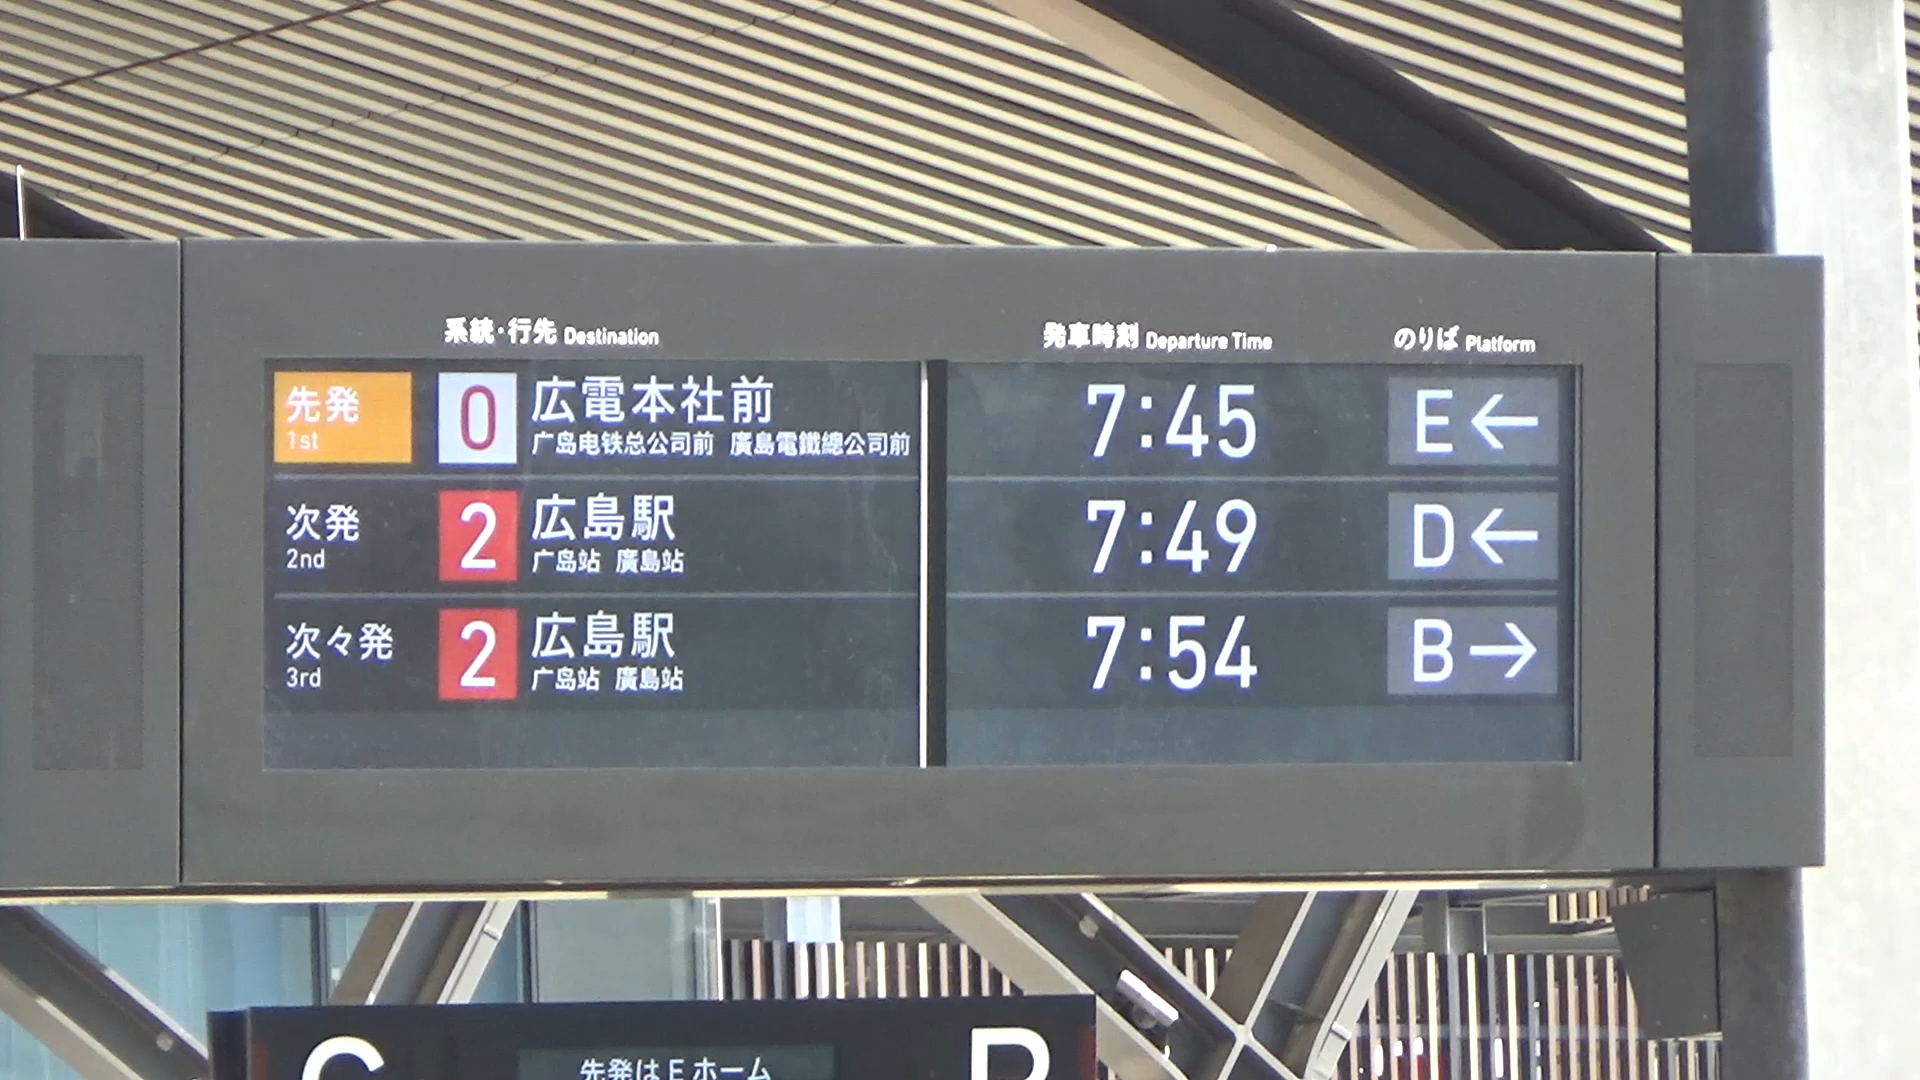 系統・行先 Destination 発車時刻 Departure Time のりば Platform
先発 0 広電本社前 7:45 E←
1st 广岛电铁总公司前 廣島電鐵總公司前
次発 2 広島駅 7:49 D←
2nd 广岛站 廣島站
次々発 2 広島駅 7:54 B→
3rd 广岛站 廣島站
C 先発は E ホーム